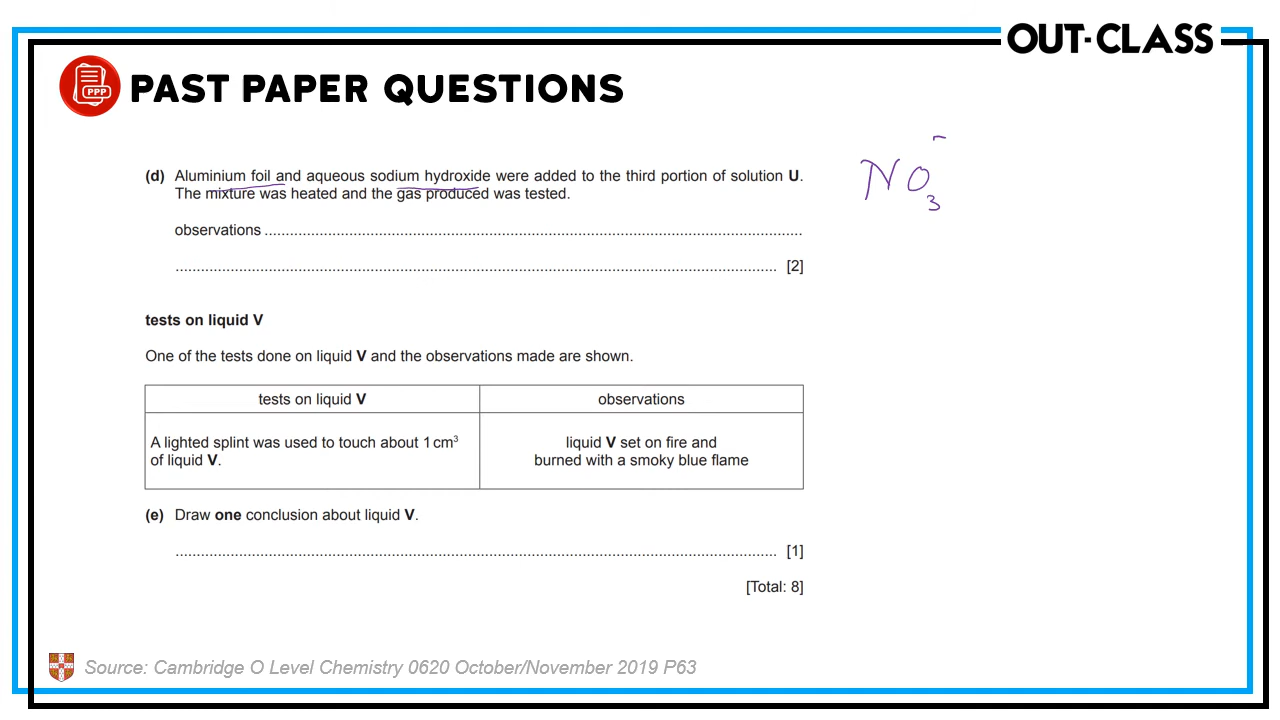 OUT-CLASS
PPP
PAST PAPER QUESTIONS
(d) Aluminium foil and aqueous sodium hydroxide were added to the third portion of solution U.
The mixture was heated and the gas produced was tested.
NO₃⁻
observations ................................................................................................................................
................................................................................................................................ [2]
tests on liquid V
One of the tests done on liquid V and the observations made are shown.
tests on liquid V
observations
A lighted splint was used to touch about 1 cm³
of liquid V.
liquid V set on fire and
burned with a smoky blue flame
(e) Draw one conclusion about liquid V.
................................................................................................................................ [1]
[Total: 8]
Source: Cambridge O Level Chemistry 0620 October/November 2019 P63